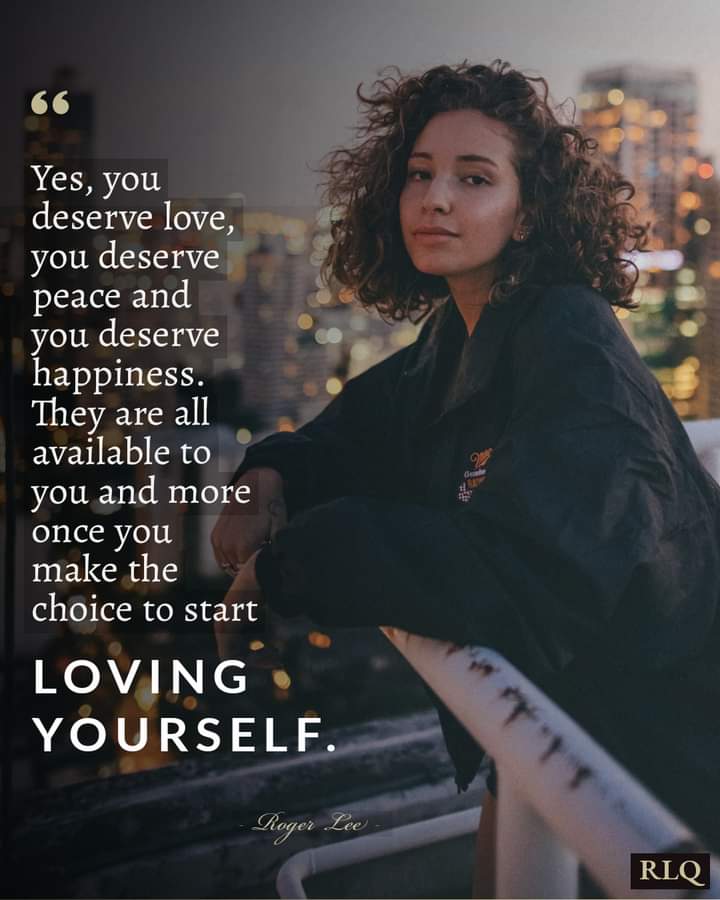 “
Yes, you
deserve love,
you deserve
peace and
you deserve
happiness.
They are all
available to
you and more
once you
make the
choice to start
LOVING
YOURSELF.
- Roger Lee -
RLQ